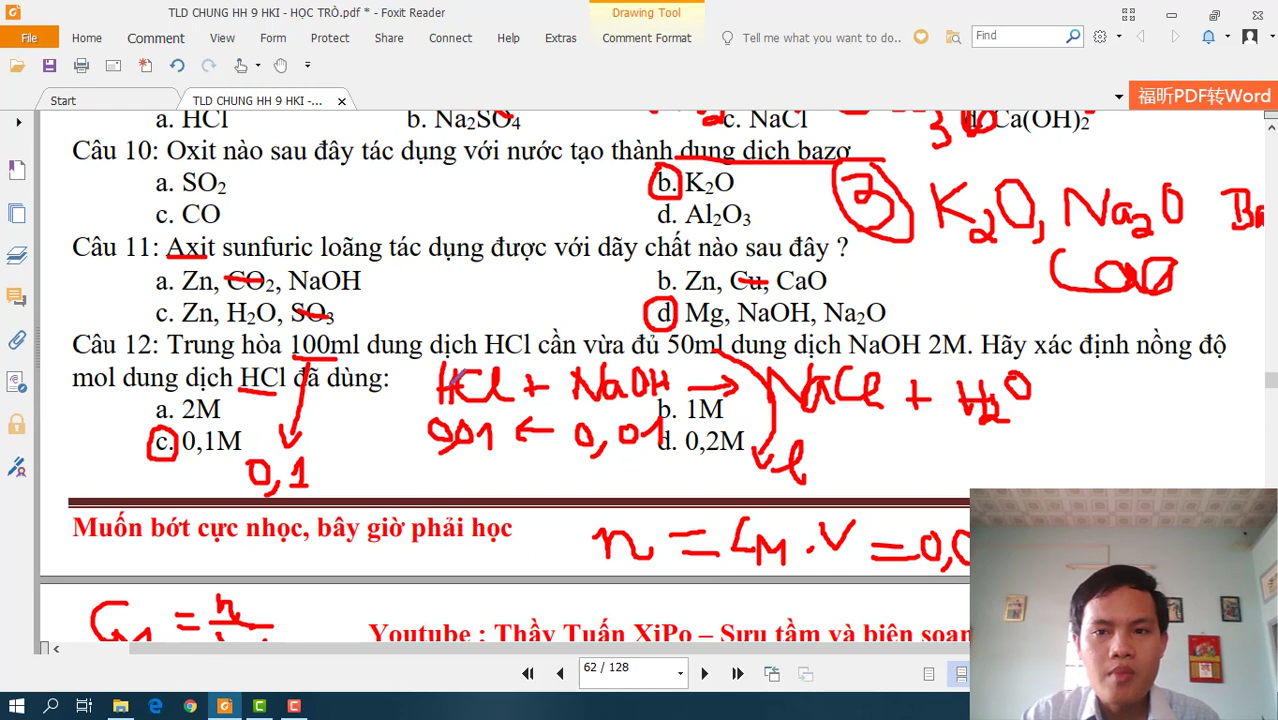 TLD CHUNG HH 9 HKI - HỌC TRÒ.pdf * - Foxit Reader
Drawing Tool
File Home Comment View Form Protect Share Connect Help Extras Comment Format Tell me what you want to do.. Find
Start
TLD CHUNG HH 9 HKI -...
福昕PDF转Word
a. HCl b. Na2SO4 c. NaCl d. Ca(OH)2
Câu 10: Oxit nào sau đây tác dụng với nước tạo thành dung dịch bazơ
a. SO2 b. K2O
c. CO d. Al2O3
K2O, Na2O
CaO
Câu 11: Axit sunfuric loãng tác dụng được với dãy chất nào sau đây ?
a. Zn, CO2, NaOH b. Zn, Cu, CaO
c. Zn, H2O, SO3 d. Mg, NaOH, Na2O
Câu 12: Trung hòa 100ml dung dịch HCl cần vừa đủ 50ml dung dịch NaOH 2M. Hãy xác định nồng độ
mol dung dịch HCl đã dùng:
HCl + NaOH → NaCl + H2O
a. 2M b. 1M
c. 0,1M d. 0,2M
0,01 ← 0,01
l
0,1
Muốn bớt cực nhọc, bây giờ phải học
n = CM . V = 0,0
CM = n
Youtube : Thầy Tuấn XiPo – Sưu tầm và biên soạn
62 / 128